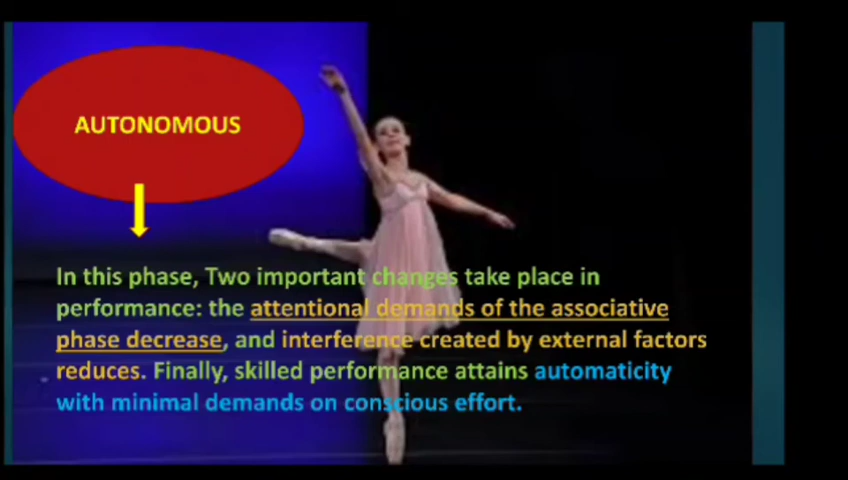 AUTONOMOUS
In this phase, Two important changes take place in
performance: the attentional demands of the associative
phase decrease, and interference created by external factors
reduces. Finally, skilled performance attains automaticity
with minimal demands on conscious effort.